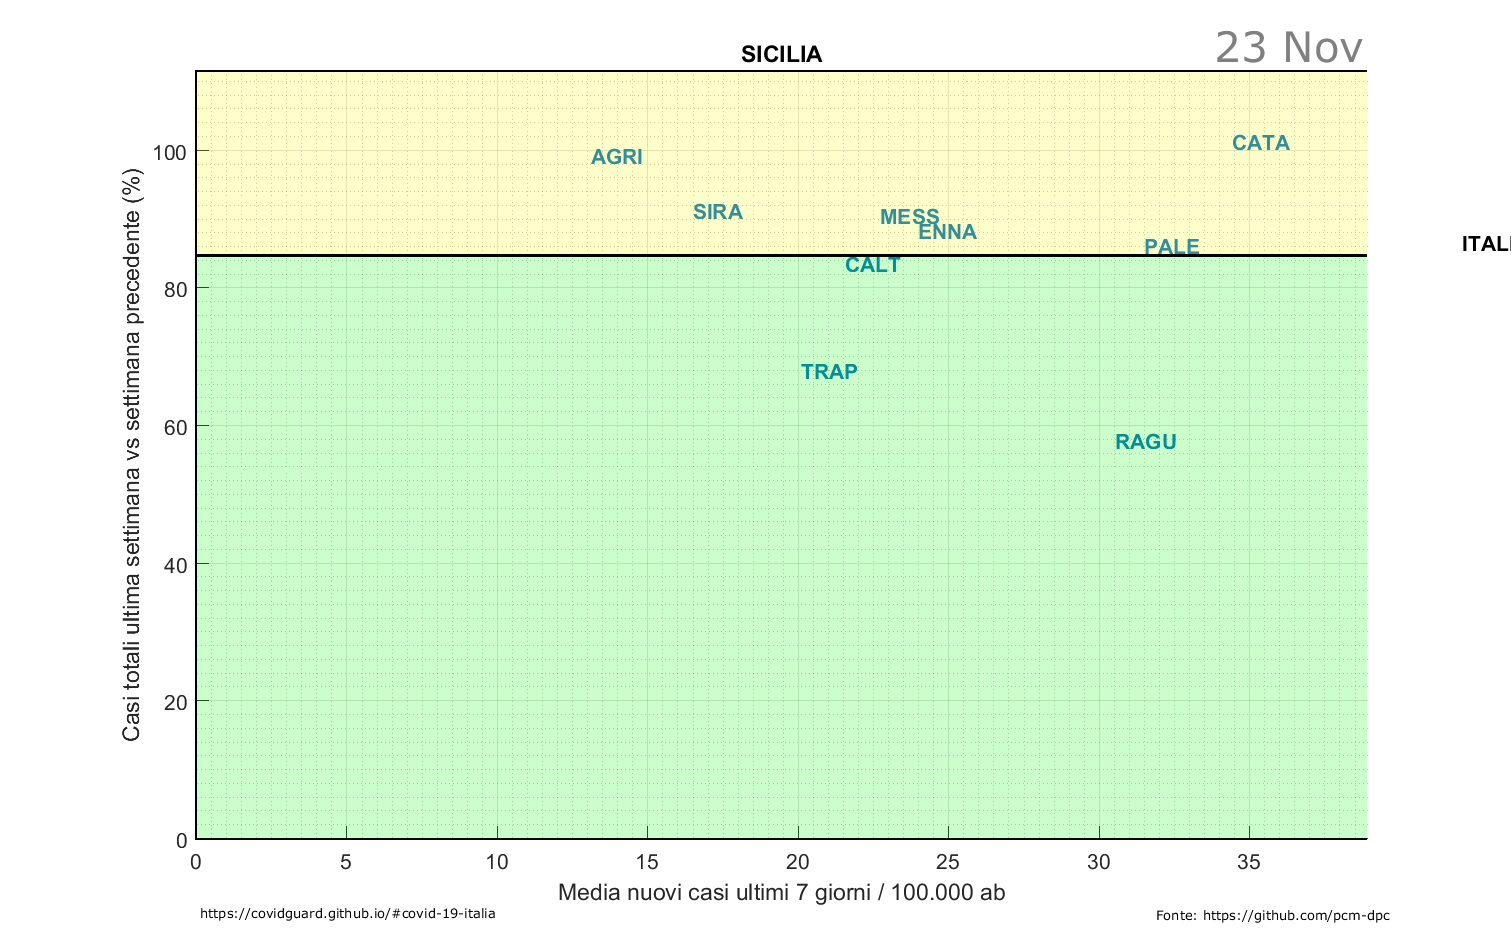 23 Nov
SICILIA
Casi totali ultima settimana vs settimana precedente (%)
100
80
60
40
20
0
CATA
AGRI
SIRA
MESS
ENNA
PALE
ITALI
CALT
TRAP
RAGU
0 5 10 15 20 25 30 35
Media nuovi casi ultimi 7 giorni / 100.000 ab
https://covidguard.github.io/#covid-19-italia
Fonte: https://github.com/pcm-dpc